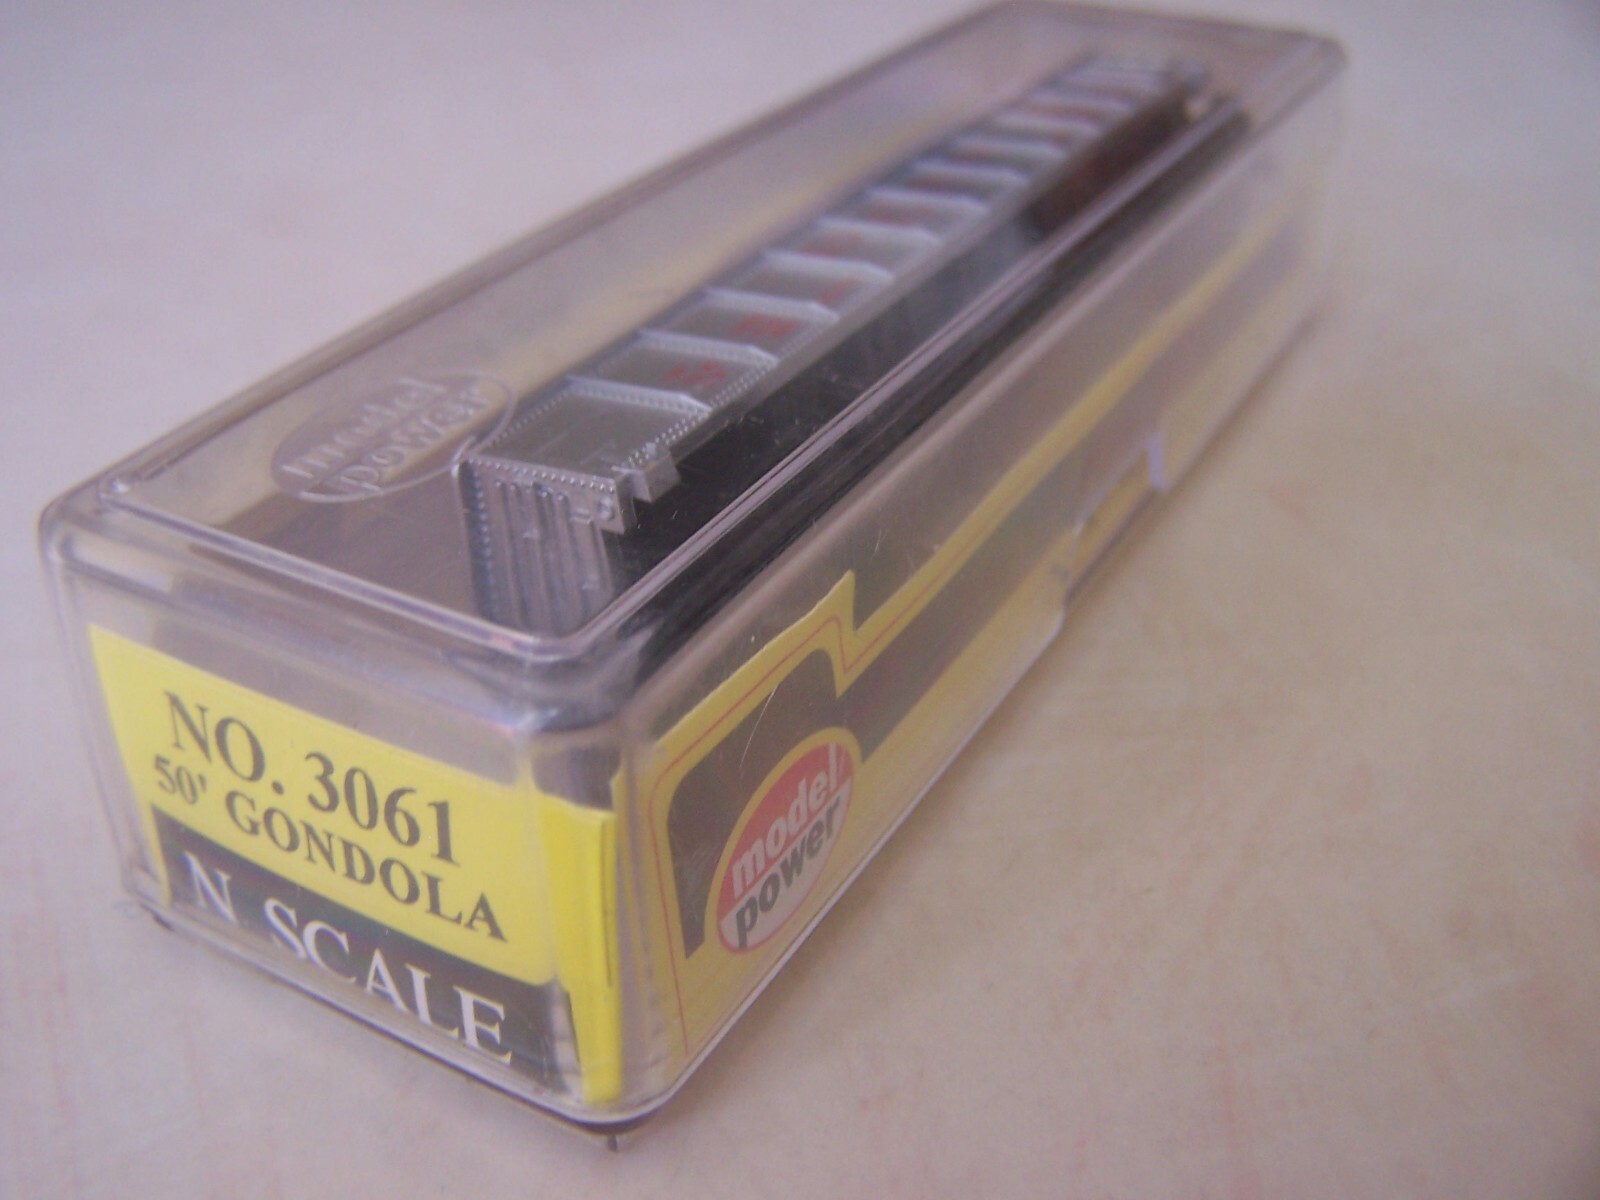 model
power
NO. 3061
50' GONDOLA
N SCALE
model
power